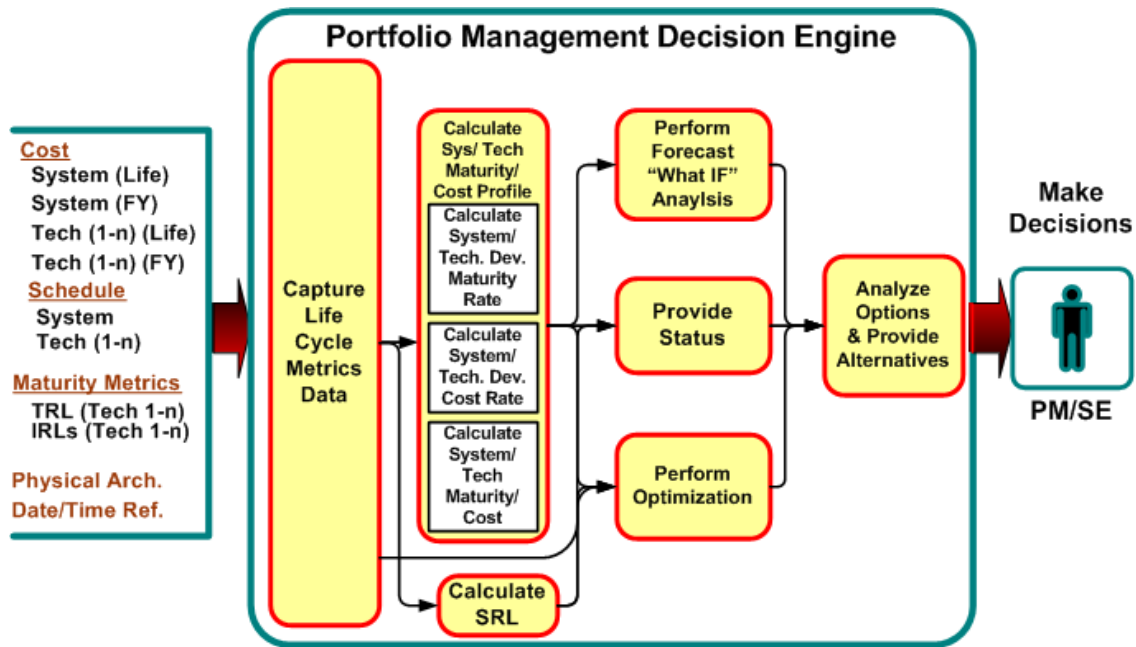 Portfolio Management Decision Engine
Cost
System (Life)
System (FY)
Tech (1-n) (Life)
Tech (1-n) (FY)
Schedule
System
Tech (1-n)
Maturity Metrics
TRL (Tech 1-n)
IRLs (Tech 1-n)
Physical Arch.
Date/Time Ref.
Capture
Life
Cycle
Metrics
Data
Calculate
Sys/ Tech
Maturity/
Cost Profile
Calculate
System/
Tech. Dev.
Maturity
Rate
Calculate
System/
Tech. Dev.
Cost Rate
Calculate
System/
Tech
Maturity/
Cost
Calculate
SRL
Perform
Forecast
“What IF”
Anaylsis
Provide
Status
Perform
Optimization
Analyze
Options
& Provide
Alternatives
Make
Decisions
PM/SE